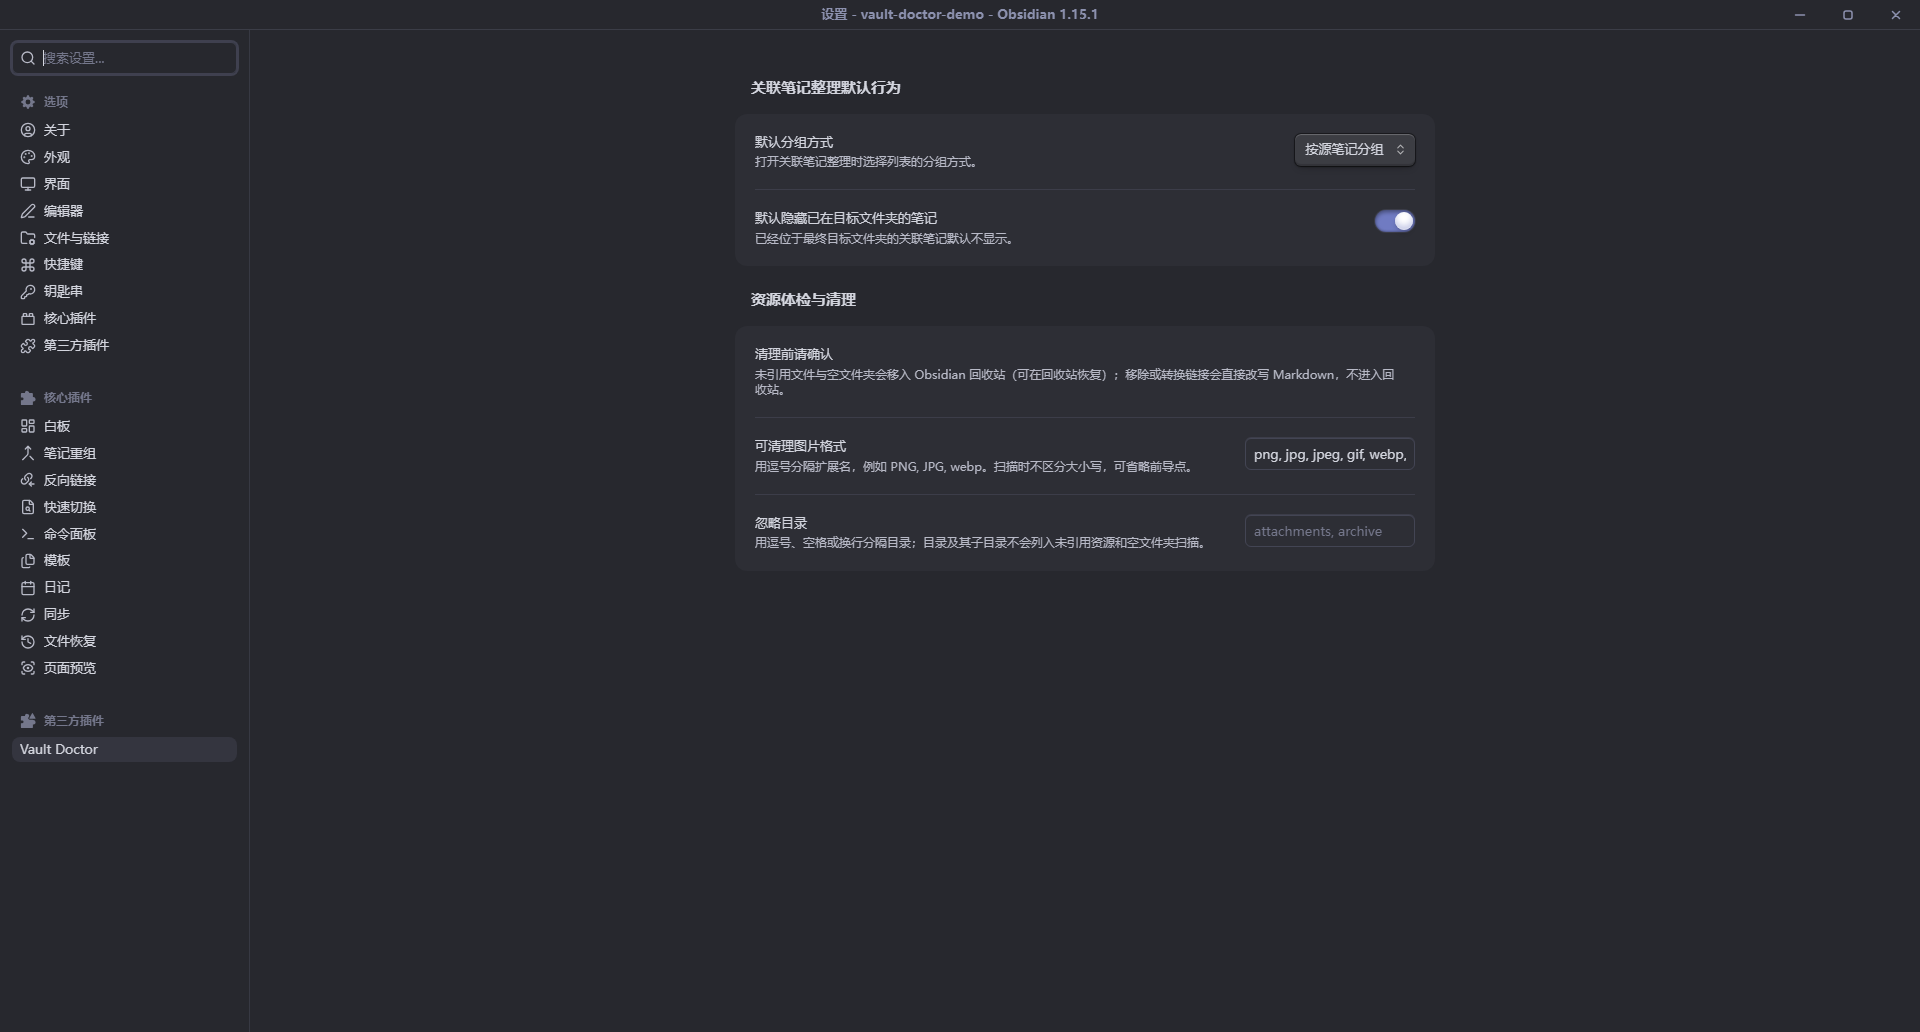 设置 - vault-doctor-demo - Obsidian 1.15.1
搜索设置...
选项
关于
外观
界面
编辑器
文件与链接
快捷键
钥匙串
核心插件
第三方插件
核心插件
白板
笔记重组
反向链接
快速切换
命令面板
模板
日记
同步
文件恢复
页面预览
第三方插件
Vault Doctor
关联笔记整理默认行为
默认分组方式
打开关联笔记整理时选择列表的分组方式。
按源笔记分组
默认隐藏已在目标文件夹的笔记
已经位于最终目标文件夹的关联笔记默认不显示。
资源体检与清理
清理前请确认
未引用文件与空文件夹会移入 Obsidian 回收站（可在回收站恢复）；移除或转换链接会直接改写 Markdown，不进入回
收站。
可清理图片格式
用逗号分隔扩展名，例如 PNG, JPG, webp。扫描时不区分大小写，可省略前导点。
png, jpg, jpeg, gif, webp,
忽略目录
用逗号、空格或换行分隔目录；目录及其子目录不会列入未引用资源和空文件夹扫描。
attachments, archive